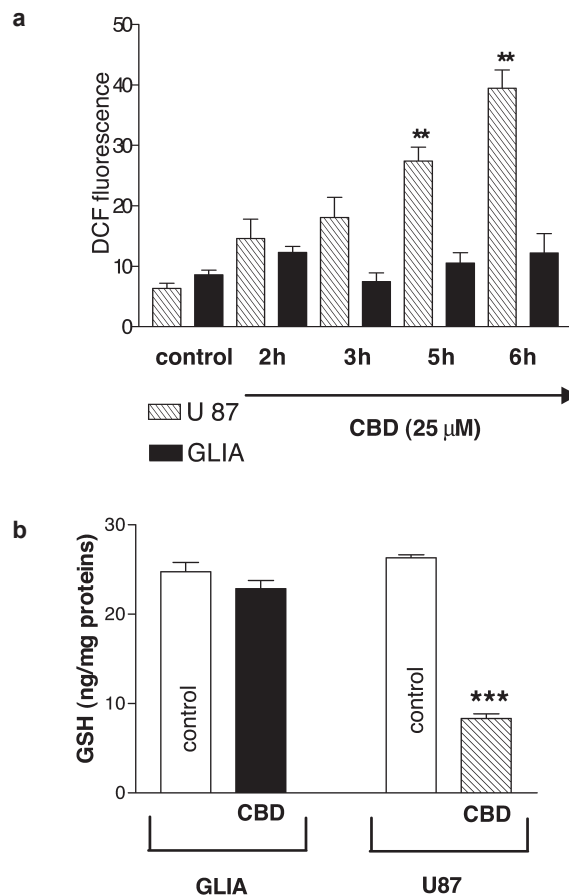 a
50
40
30
20
10
0
DCF fluorescence
**
**
control 2h 3h 5h 6h
U 87
GLIA
CBD (25 μM)
b
30
20
10
0
GSH (ng/mg proteins)
control
control
***
CBD CBD
GLIA U87